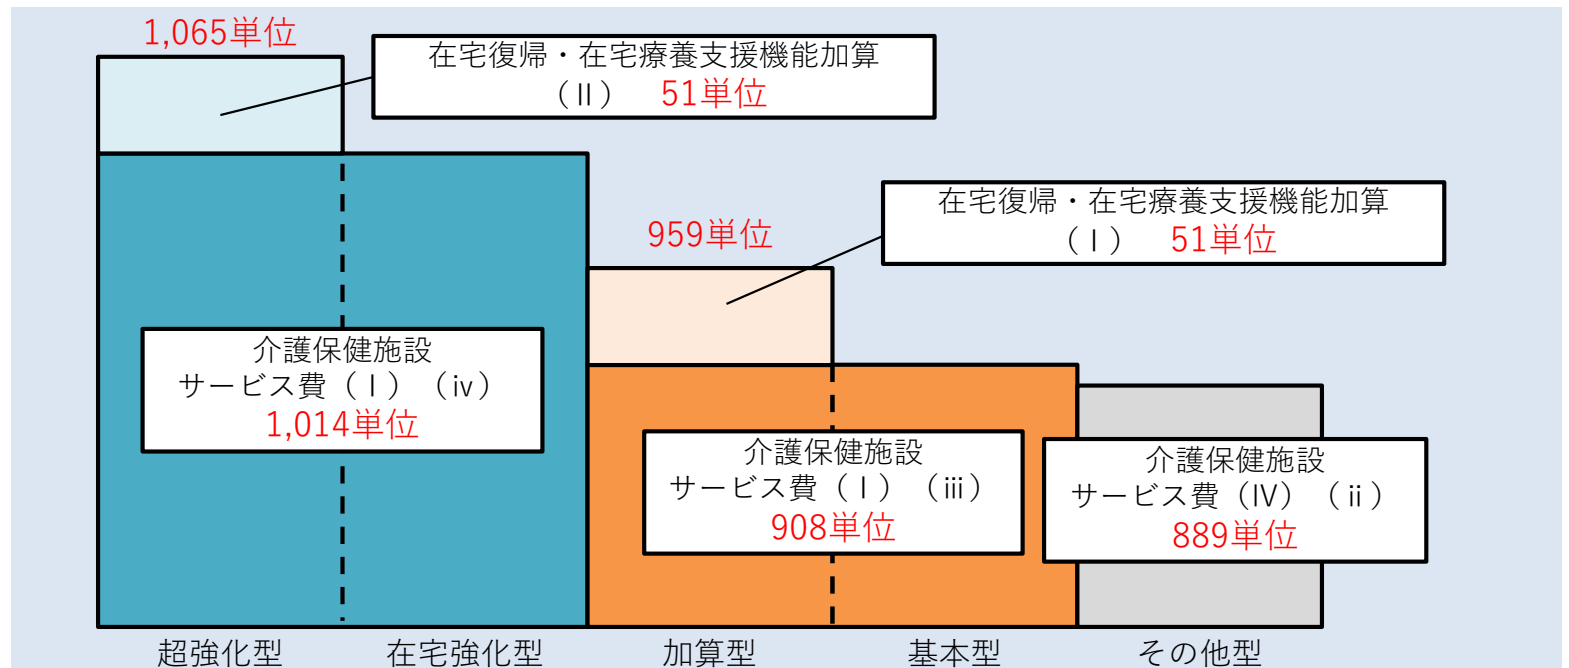 1,065単位
在宅復帰・在宅療養支援機能加算
（Ⅱ）　51単位
在宅復帰・在宅療養支援機能加算
（Ⅰ）　51単位
959単位
介護保健施設
サービス費（Ⅰ）（ⅳ）
1,014単位
介護保健施設
サービス費（Ⅰ）（ⅲ）
908単位
介護保健施設
サービス費（Ⅳ）（ⅱ）
889単位
超強化型　在宅強化型　加算型　基本型　その他型